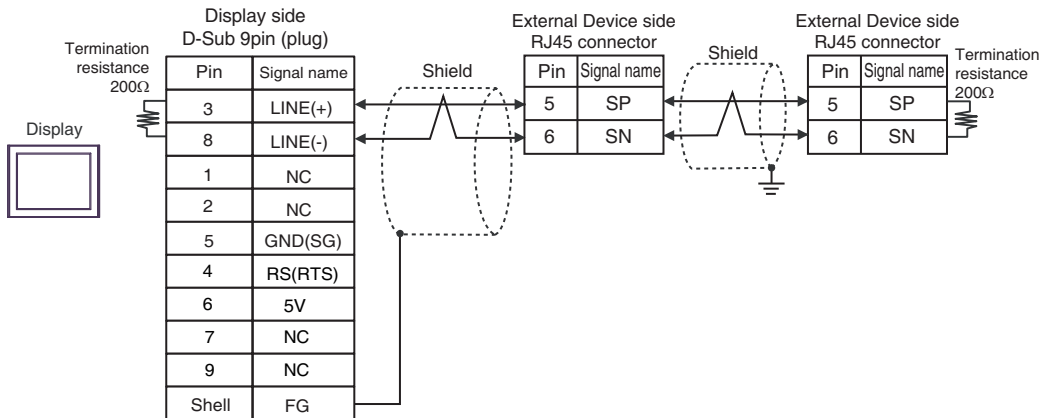 Display side
D-Sub 9pin (plug)
External Device side
RJ45 connector
External Device side
RJ45 connector
Termination
resistance
200Ω
Shield
Shield
Termination
resistance
200Ω
Display
Pin Signal name
3 LINE(+)
8 LINE(-)
1 NC
2 NC
5 GND(SG)
4 RS(RTS)
6 5V
7 NC
9 NC
Shell FG
Pin Signal name
5 SP
6 SN
Pin Signal name
5 SP
6 SN